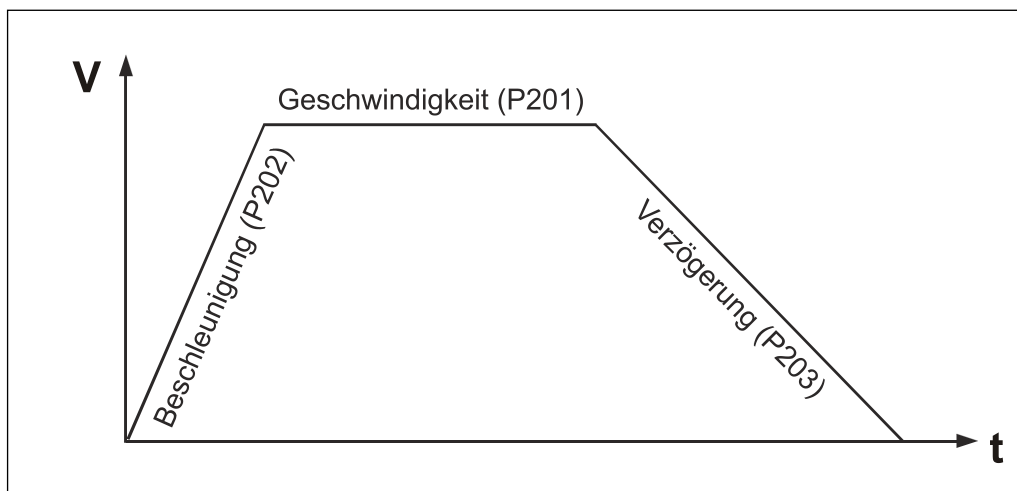 V
Geschwindigkeit (P201)
Beschleunigung (P202)
Verzögerung (P203)
t